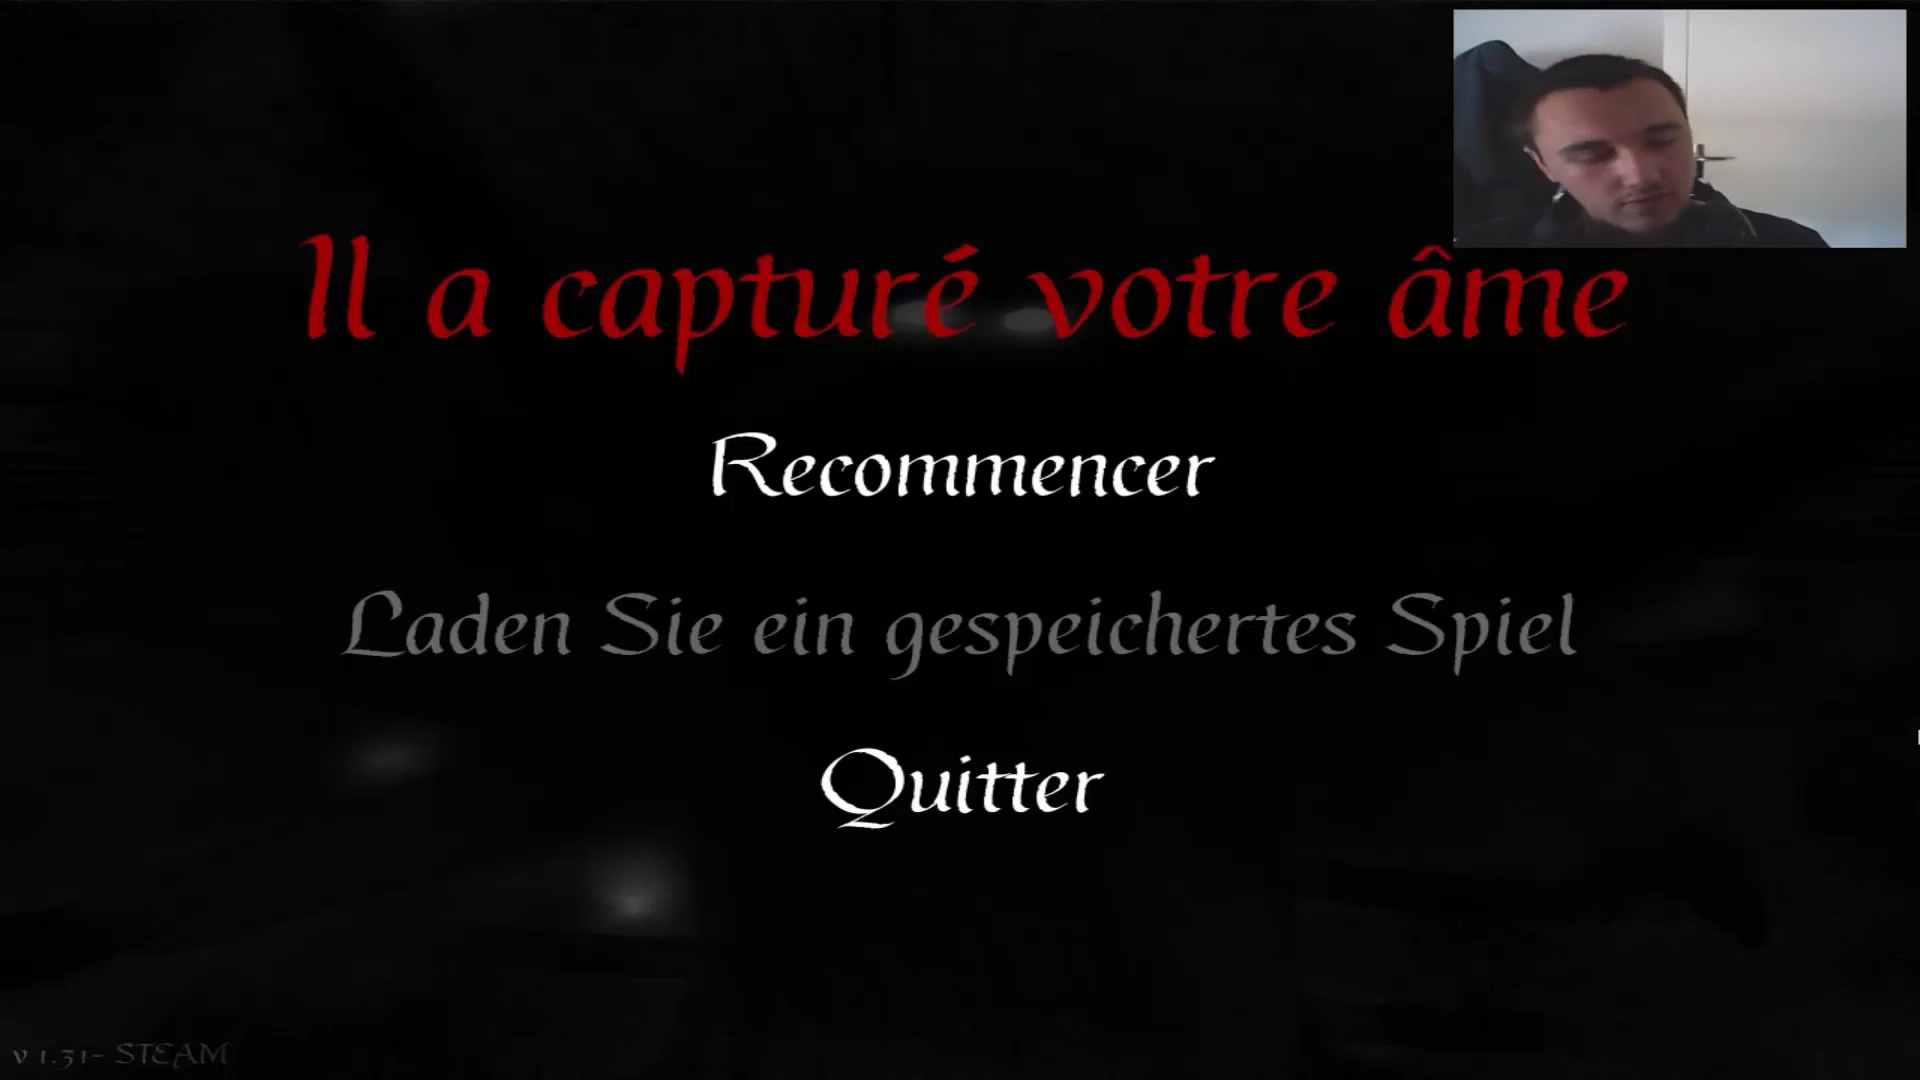 Il a capturé votre âme
Recommencer
Laden Sie ein gespeichertes Spiel
Quitter
v 1.31- STEAM